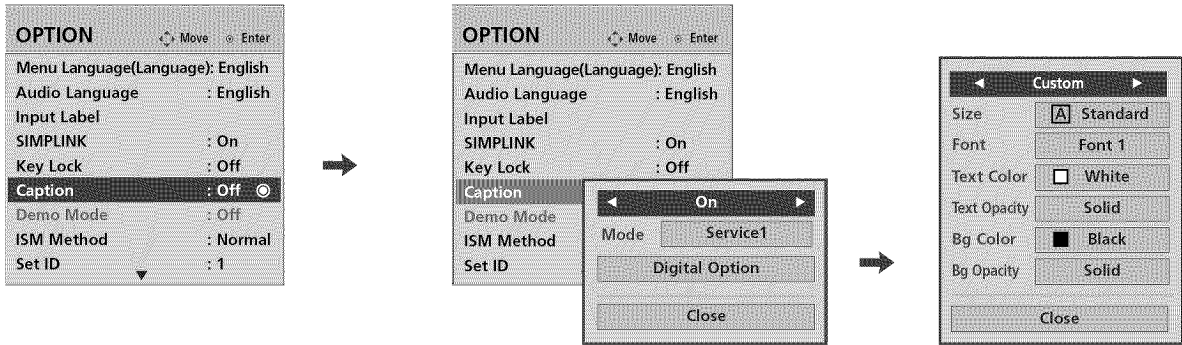 OPTION Move Enter
Menu Language(Language): English
Audio Language : English
Input Label
SIMPLINK : On
Key Lock : Off
Caption : Off
Demo Mode : Off
ISM Method : Normal
Set ID : 1
OPTION Move Enter
Menu Language(Language): English
Audio Language : English
Input Label
SIMPLINK : On
Key Lock : Off
Caption
Demo Mode
ISM Method
Set ID
On
Mode Service1
Digital Option
Close
Custom
Size A Standard
Font Font 1
Text Color White
Text Opacity Solid
Bg Color Black
Bg Opacity Solid
Close